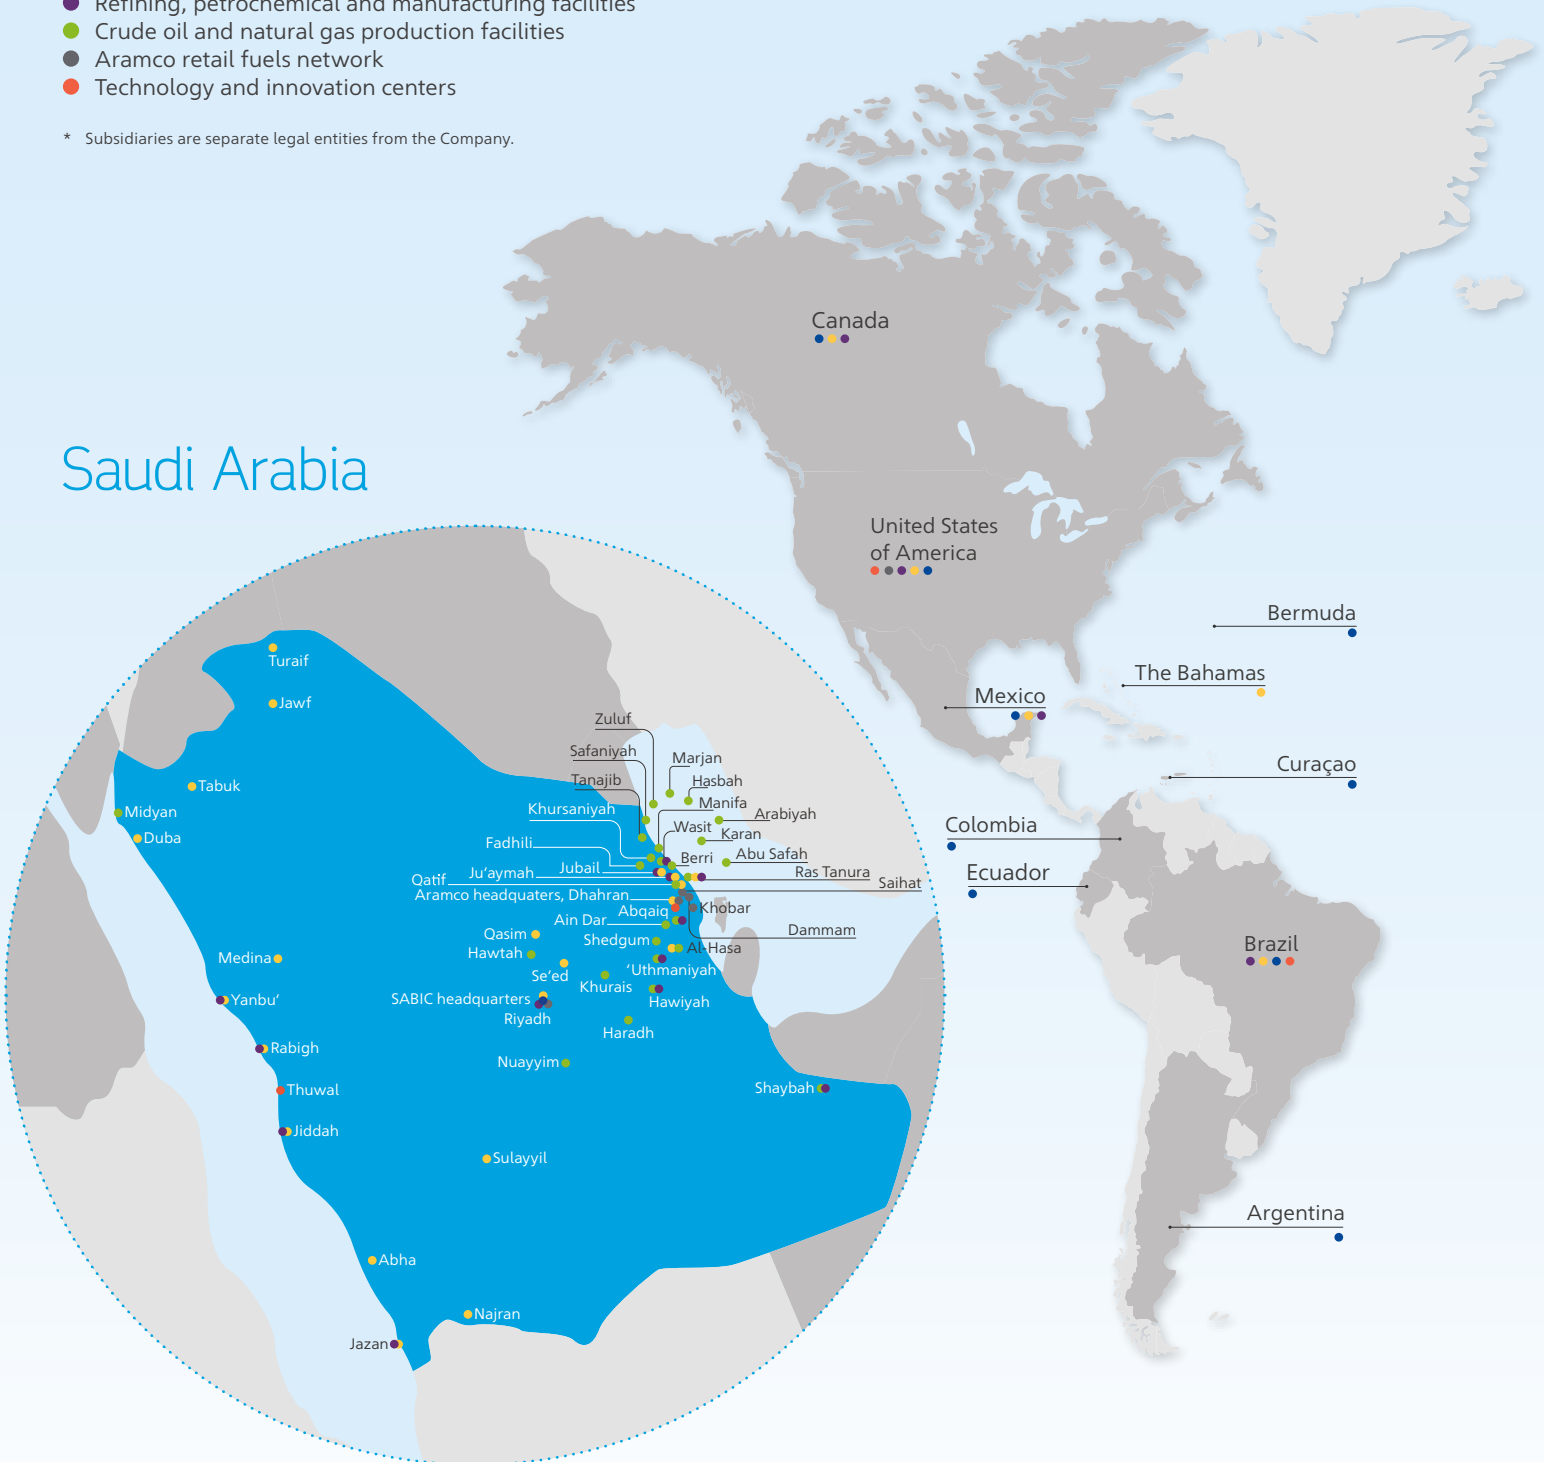 Refining, petrochemical and manufacturing facilities
Crude oil and natural gas production facilities
Aramco retail fuels network
Technology and innovation centers
* Subsidiaries are separate legal entities from the Company.
Canada
Saudi Arabia
United States
of America
Bermuda
The Bahamas
Mexico
Curaçao
Colombia
Ecuador
Brazil
Argentina
Turaif
Jawf
Tabuk
Midyan
Duba
Zuluf
Safaniyah
Tanajib
Marjan
Hasbah
Khursaniyah
Manifa
Arabiyah
Wasit
Karan
Fadhili
Berri
Abu Safah
Jubail
Ju‘aymah
Ras Tanura
Qatif
Saihat
Aramco headquaters, Dhahran
Abqaiq
Khobar
Ain Dar
Dammam
Qasim
Shedgum
Hawtah
Al-Hasa
Medina
Se‘ed
‘Uthmaniyah
Khurais
Yanbu‘
SABIC headquarters
Hawiyah
Riyadh
Haradh
Rabigh
Nuayyim
Thuwal
Shaybah
Jiddah
Sulayyil
Abha
Najran
Jazan